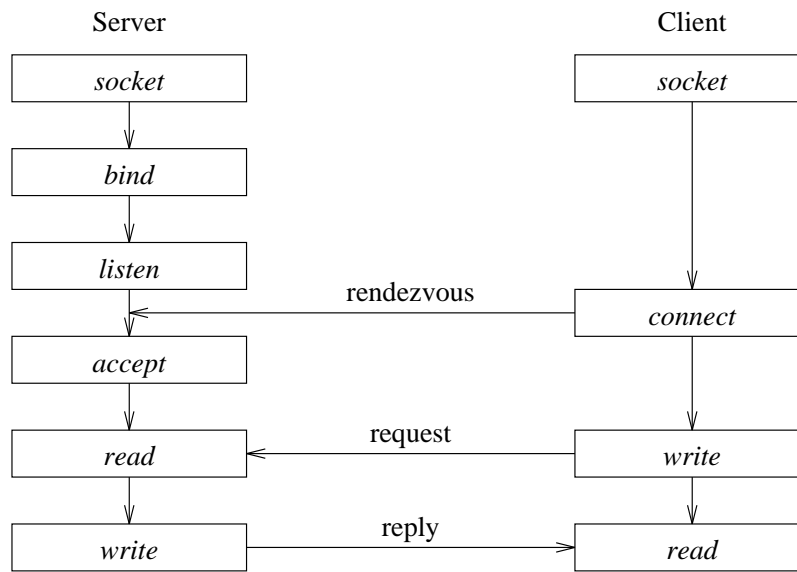 Server
Client
socket
socket
bind
listen
rendezvous
connect
accept
request
read
write
reply
write
read